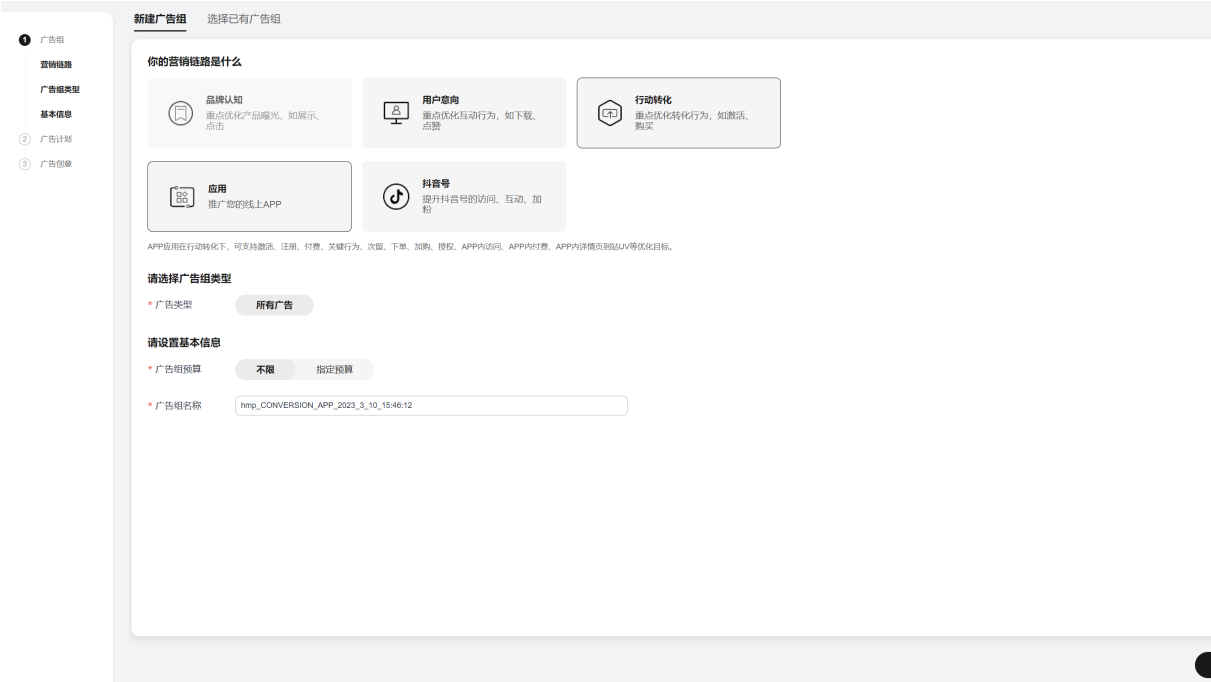 新建广告组
选择已有广告组
1 广告组
营销链路
广告组类型
基本信息
2 广告计划
3 广告创意
你的营销链路是什么
品牌认知
重点优化产品曝光，如展示、
点击
用户意向
重点优化互动行为，如下载、
点赞
行动转化
重点优化转化行为，如激活、
购买
应用
推广您的线上APP
抖音号
提升抖音号的访问、互动、加
粉
APP应用在行动转化下，可支持激活、注册、付费、关键行为、次留、下单、加购、授权、APP内访问、APP内付费、APP内详情页到站UV等优化目标。
请选择广告组类型
* 广告类型
所有广告
请设置基本信息
* 广告组预算
不限
指定预算
* 广告组名称
hmp_CONVERSION_APP_2023_3_10_15:46:12